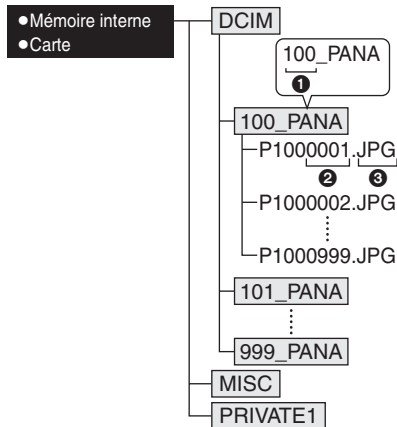 ●Mémoire interne
●Carte
DCIM
100_PANA
❶
100_PANA
P1000001.JPG
❷ ❸
P1000002.JPG
P1000999.JPG
101_PANA
999_PANA
MISC
PRIVATE1